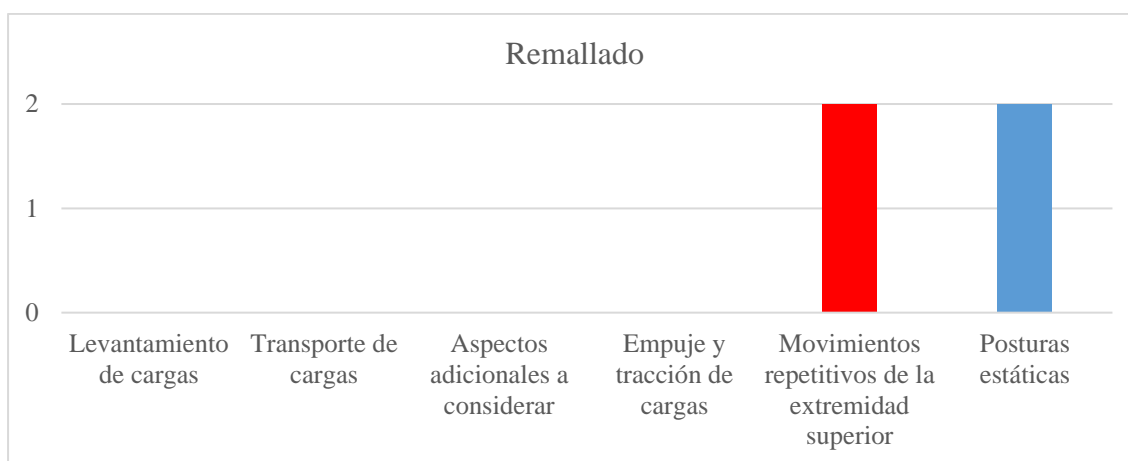 Remallado
2
1
0
Levantamiento
de cargas
Transporte de
cargas
Aspectos
adicionales a
considerar
Empuje y
tracción de
cargas
Movimientos
repetitivos de la
extremidad
superior
Posturas
estáticas